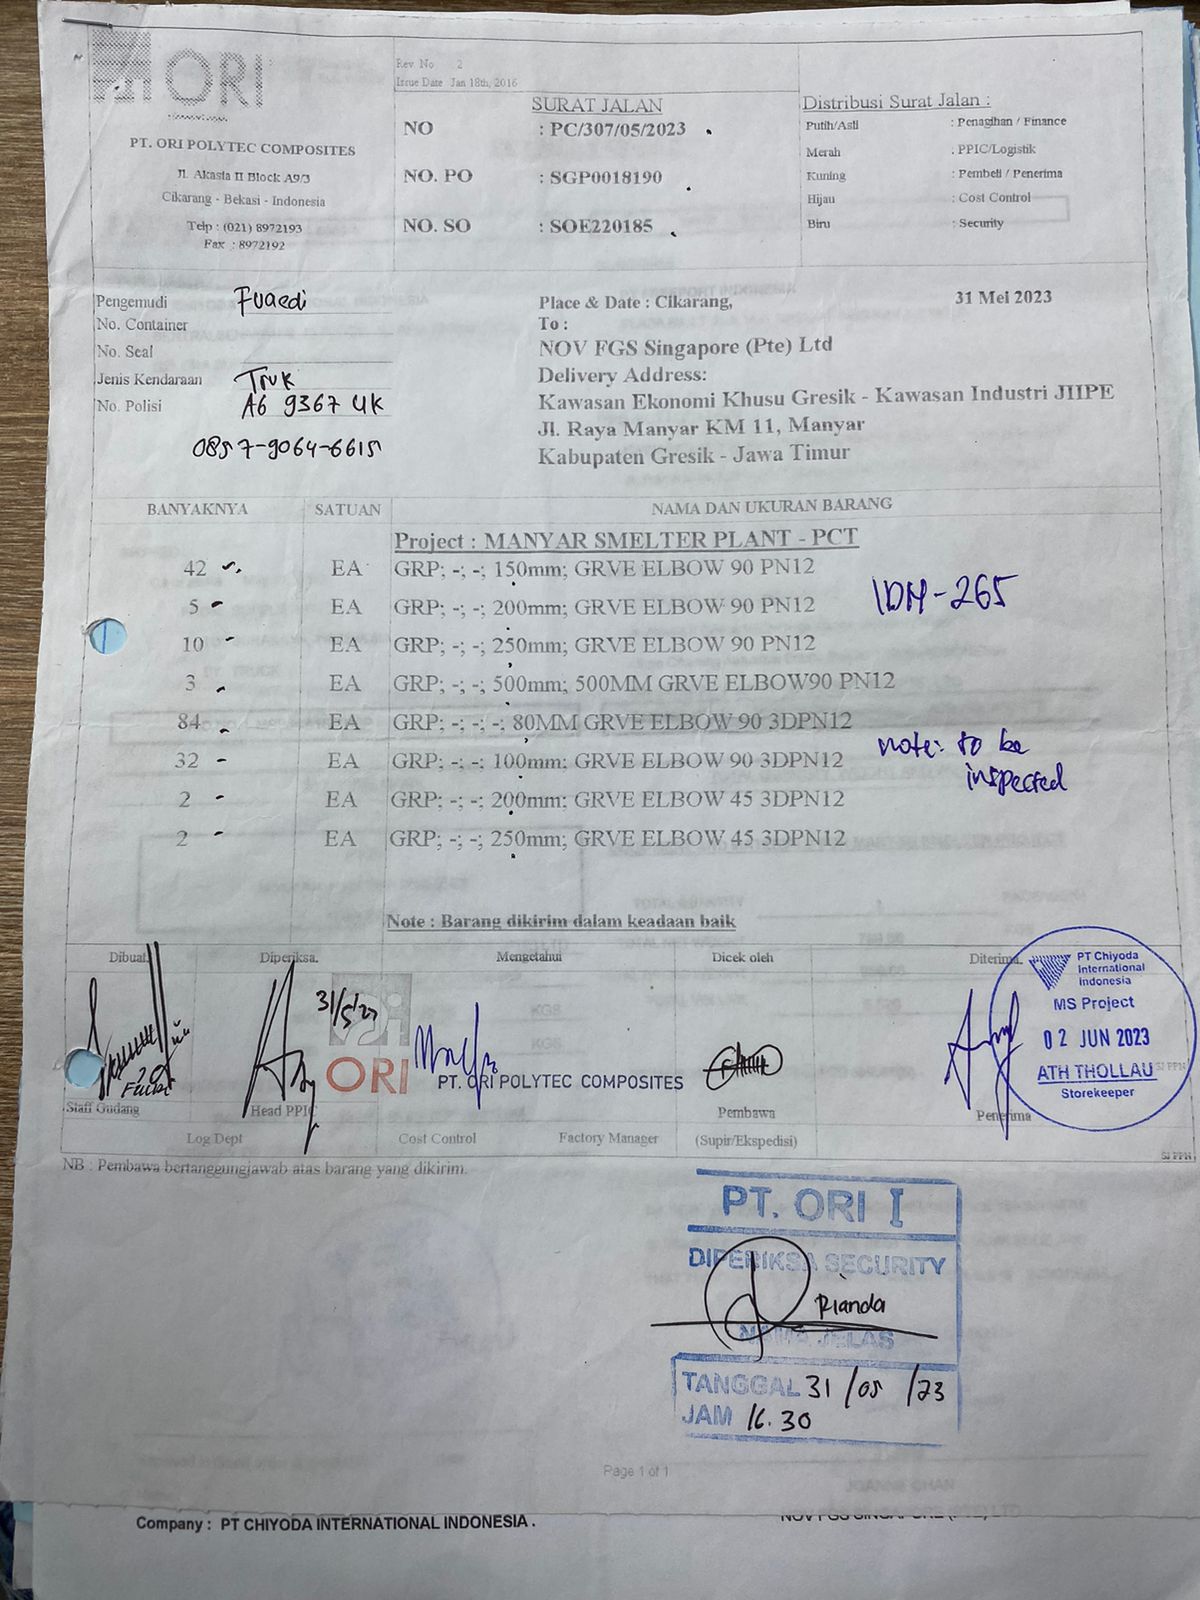 ORI
PT. ORI POLYTEC COMPOSITES
Jl. Akasia II Block A9/3
Cikarang - Bekasi - Indonesia
Telp : (021) 8972193
Fax : 8972192
Rev. No 2
Issue Date Jan 18th, 2016
SURAT JALAN
NO : PC/307/05/2023
NO. PO : SGP0018190
NO. SO : SOE220185
Distribusi Surat Jalan :
Putih/Asli : Penagihan / Finance
Merah : PPIC/Logistik
Kuning : Pembeli / Penerima
Hijau : Cost Control
Biru : Security
Pengemudi Fuaedi
No. Container
No. Seal
Jenis Kendaraan Truk
No. Polisi AG 9367 UK
0857-9064-6615
Place & Date : Cikarang, 31 Mei 2023
To :
NOV FGS Singapore (Pte) Ltd
Delivery Address:
Kawasan Ekonomi Khusu Gresik - Kawasan Industri JIIPE
Jl. Raya Manyar KM 11, Manyar
Kabupaten Gresik - Jawa Timur
BANYAKNYA SATUAN NAMA DAN UKURAN BARANG
Project : MANYAR SMELTER PLANT - PCT
42 EA GRP; -; -; 150mm; GRVE ELBOW 90 PN12
5 EA GRP; -; -; 200mm; GRVE ELBOW 90 PN12
IDM-265
10 EA GRP; -; -; 250mm; GRVE ELBOW 90 PN12
3 EA GRP; -; -; 500mm; 500MM GRVE ELBOW90 PN12
84 EA GRP; -; -; -; 80MM GRVE ELBOW 90 3DPN12
32 EA GRP; -; -; 100mm; GRVE ELBOW 90 3DPN12
note: to be
inspected
2 EA GRP; -; -; 200mm; GRVE ELBOW 45 3DPN12
2 EA GRP; -; -; 250mm; GRVE ELBOW 45 3DPN12
Note : Barang dikirim dalam keadaan baik
Dibuat. Diperiksa. Mengetahui Dicek oleh Diterima.
31/5/23
ORI
PT. ORI POLYTEC COMPOSITES
PT Chiyoda
International
Indonesia
MS Project
02 JUN 2023
ATH THOLLAU
Storekeeper
Staff Gudang Head PPIC Pembawa Penerima
Log Dept Cost Control Factory Manager (Supir/Ekspedisi)
SJ PPN
NB : Pembawa bertanggungjawab atas barang yang dikirim.
PT. ORI I
DIPERIKSA SECURITY
Rianda
NAMA JELAS
TANGGAL 31/05/23
JAM 16.30
Page 1 of 1
Company : PT CHIYODA INTERNATIONAL INDONESIA .